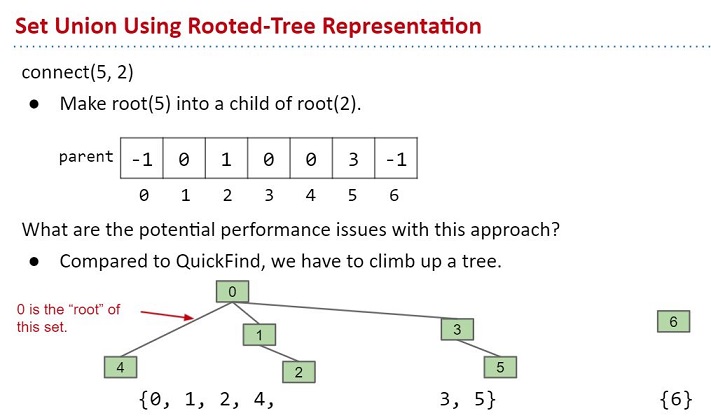 Set Union Using Rooted-Tree Representation
connect(5, 2)
● Make root(5) into a child of root(2).
parent -1 0 1 0 0 3 -1
0 1 2 3 4 5 6
What are the potential performance issues with this approach?
● Compared to QuickFind, we have to climb up a tree.
0
0 is the “root” of
this set.
1
3
6
4
2
5
{0, 1, 2, 4, 3, 5} {6}